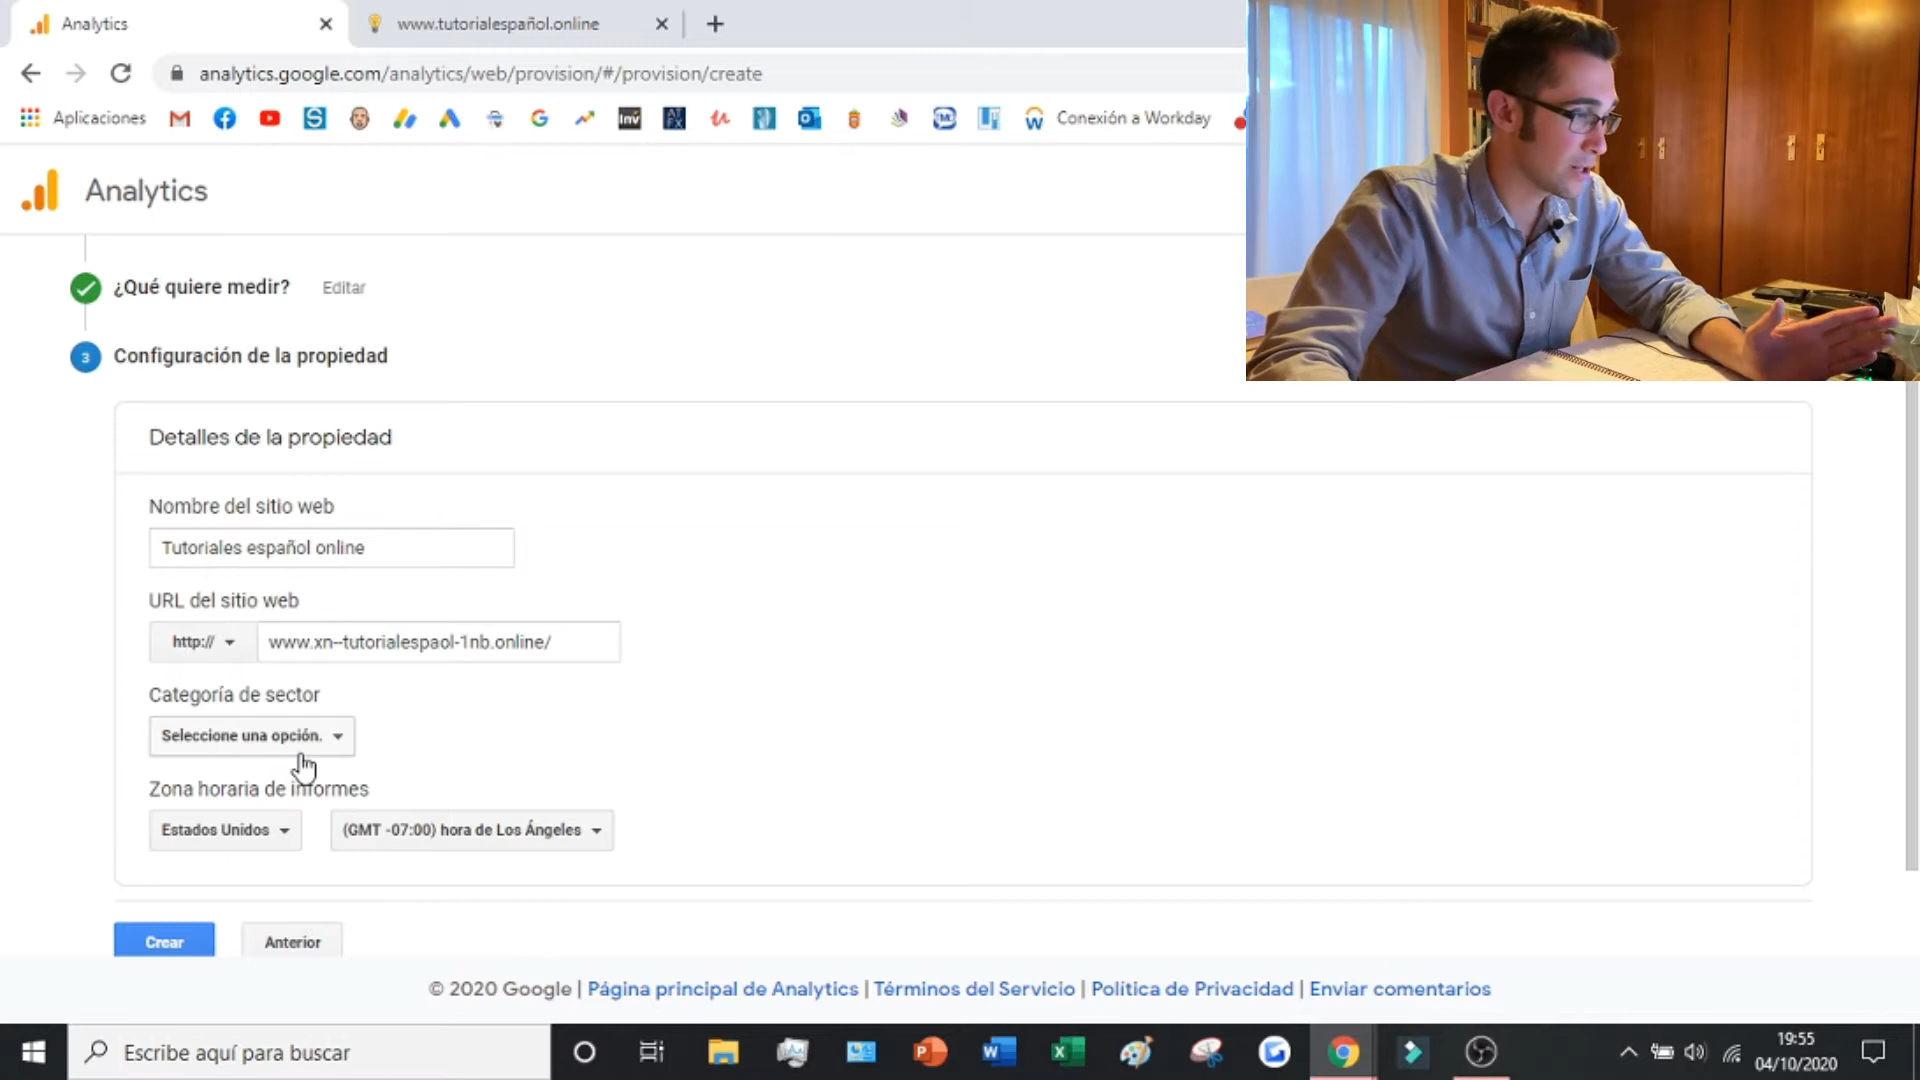 Analytics
www.tutorialespañol.online
analytics.google.com/analytics/web/provision/#/provision/create
Aplicaciones
Inv
Conexión a Workday
Analytics
¿Qué quiere medir? Editar
3 Configuración de la propiedad
Detalles de la propiedad
Nombre del sitio web
Tutoriales español online
URL del sitio web
http:// www.xn--tutorialespaol-1nb.online/
Categoría de sector
Seleccione una opción.
Zona horaria de informes
Estados Unidos (GMT -07:00) hora de Los Ángeles
Crear Anterior
© 2020 Google | Página principal de Analytics | Términos del Servicio | Política de Privacidad | Enviar comentarios
Escribe aquí para buscar
19:55
04/10/2020